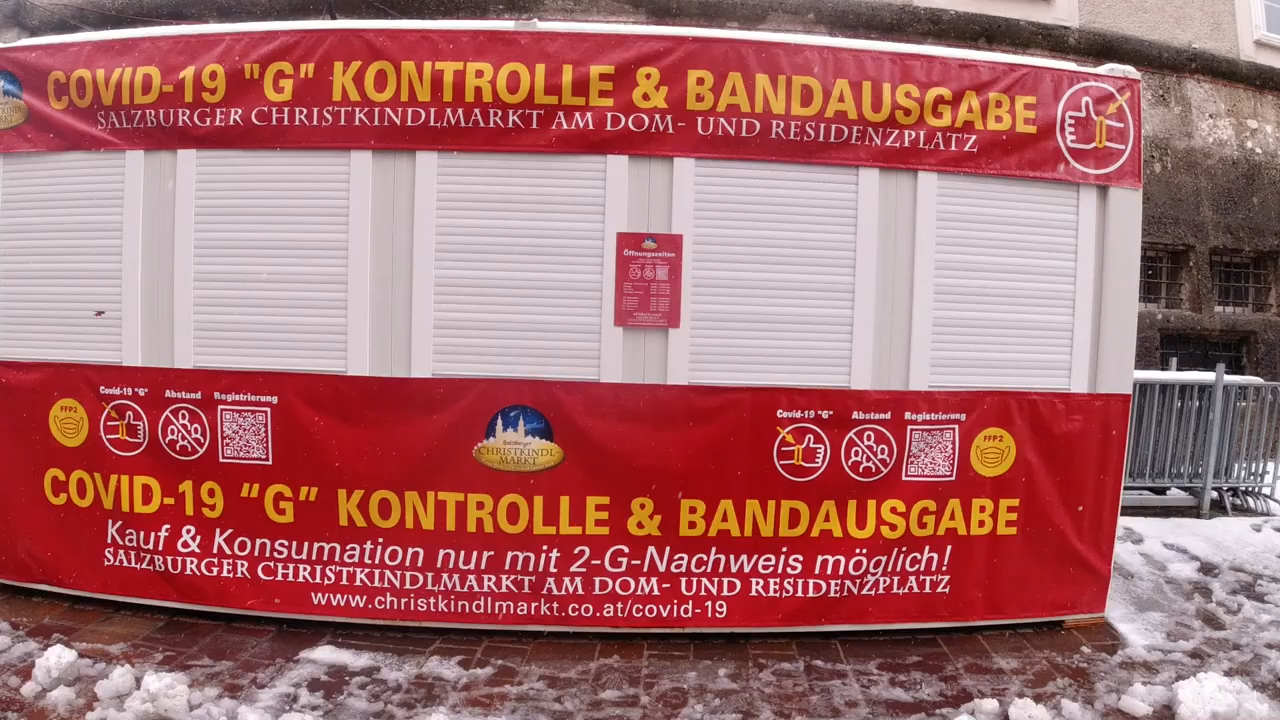 COVID-19 "G" KONTROLLE & BANDAUSGABE
SALZBURGER CHRISTKINDLMARKT AM DOM- UND RESIDENZPLATZ
Öffnungszeiten
Covid-19 "G" Abstand Registrierung
FFP2
Salzburger
CHRISTKINDL-
MARKT
Covid-19 "G" Abstand Registrierung
FFP2
COVID-19 “G” KONTROLLE & BANDAUSGABE
Kauf & Konsumation nur mit 2-G-Nachweis möglich!
SALZBURGER CHRISTKINDLMARKT AM DOM- UND RESIDENZPLATZ
www.christkindlmarkt.co.at/covid-19